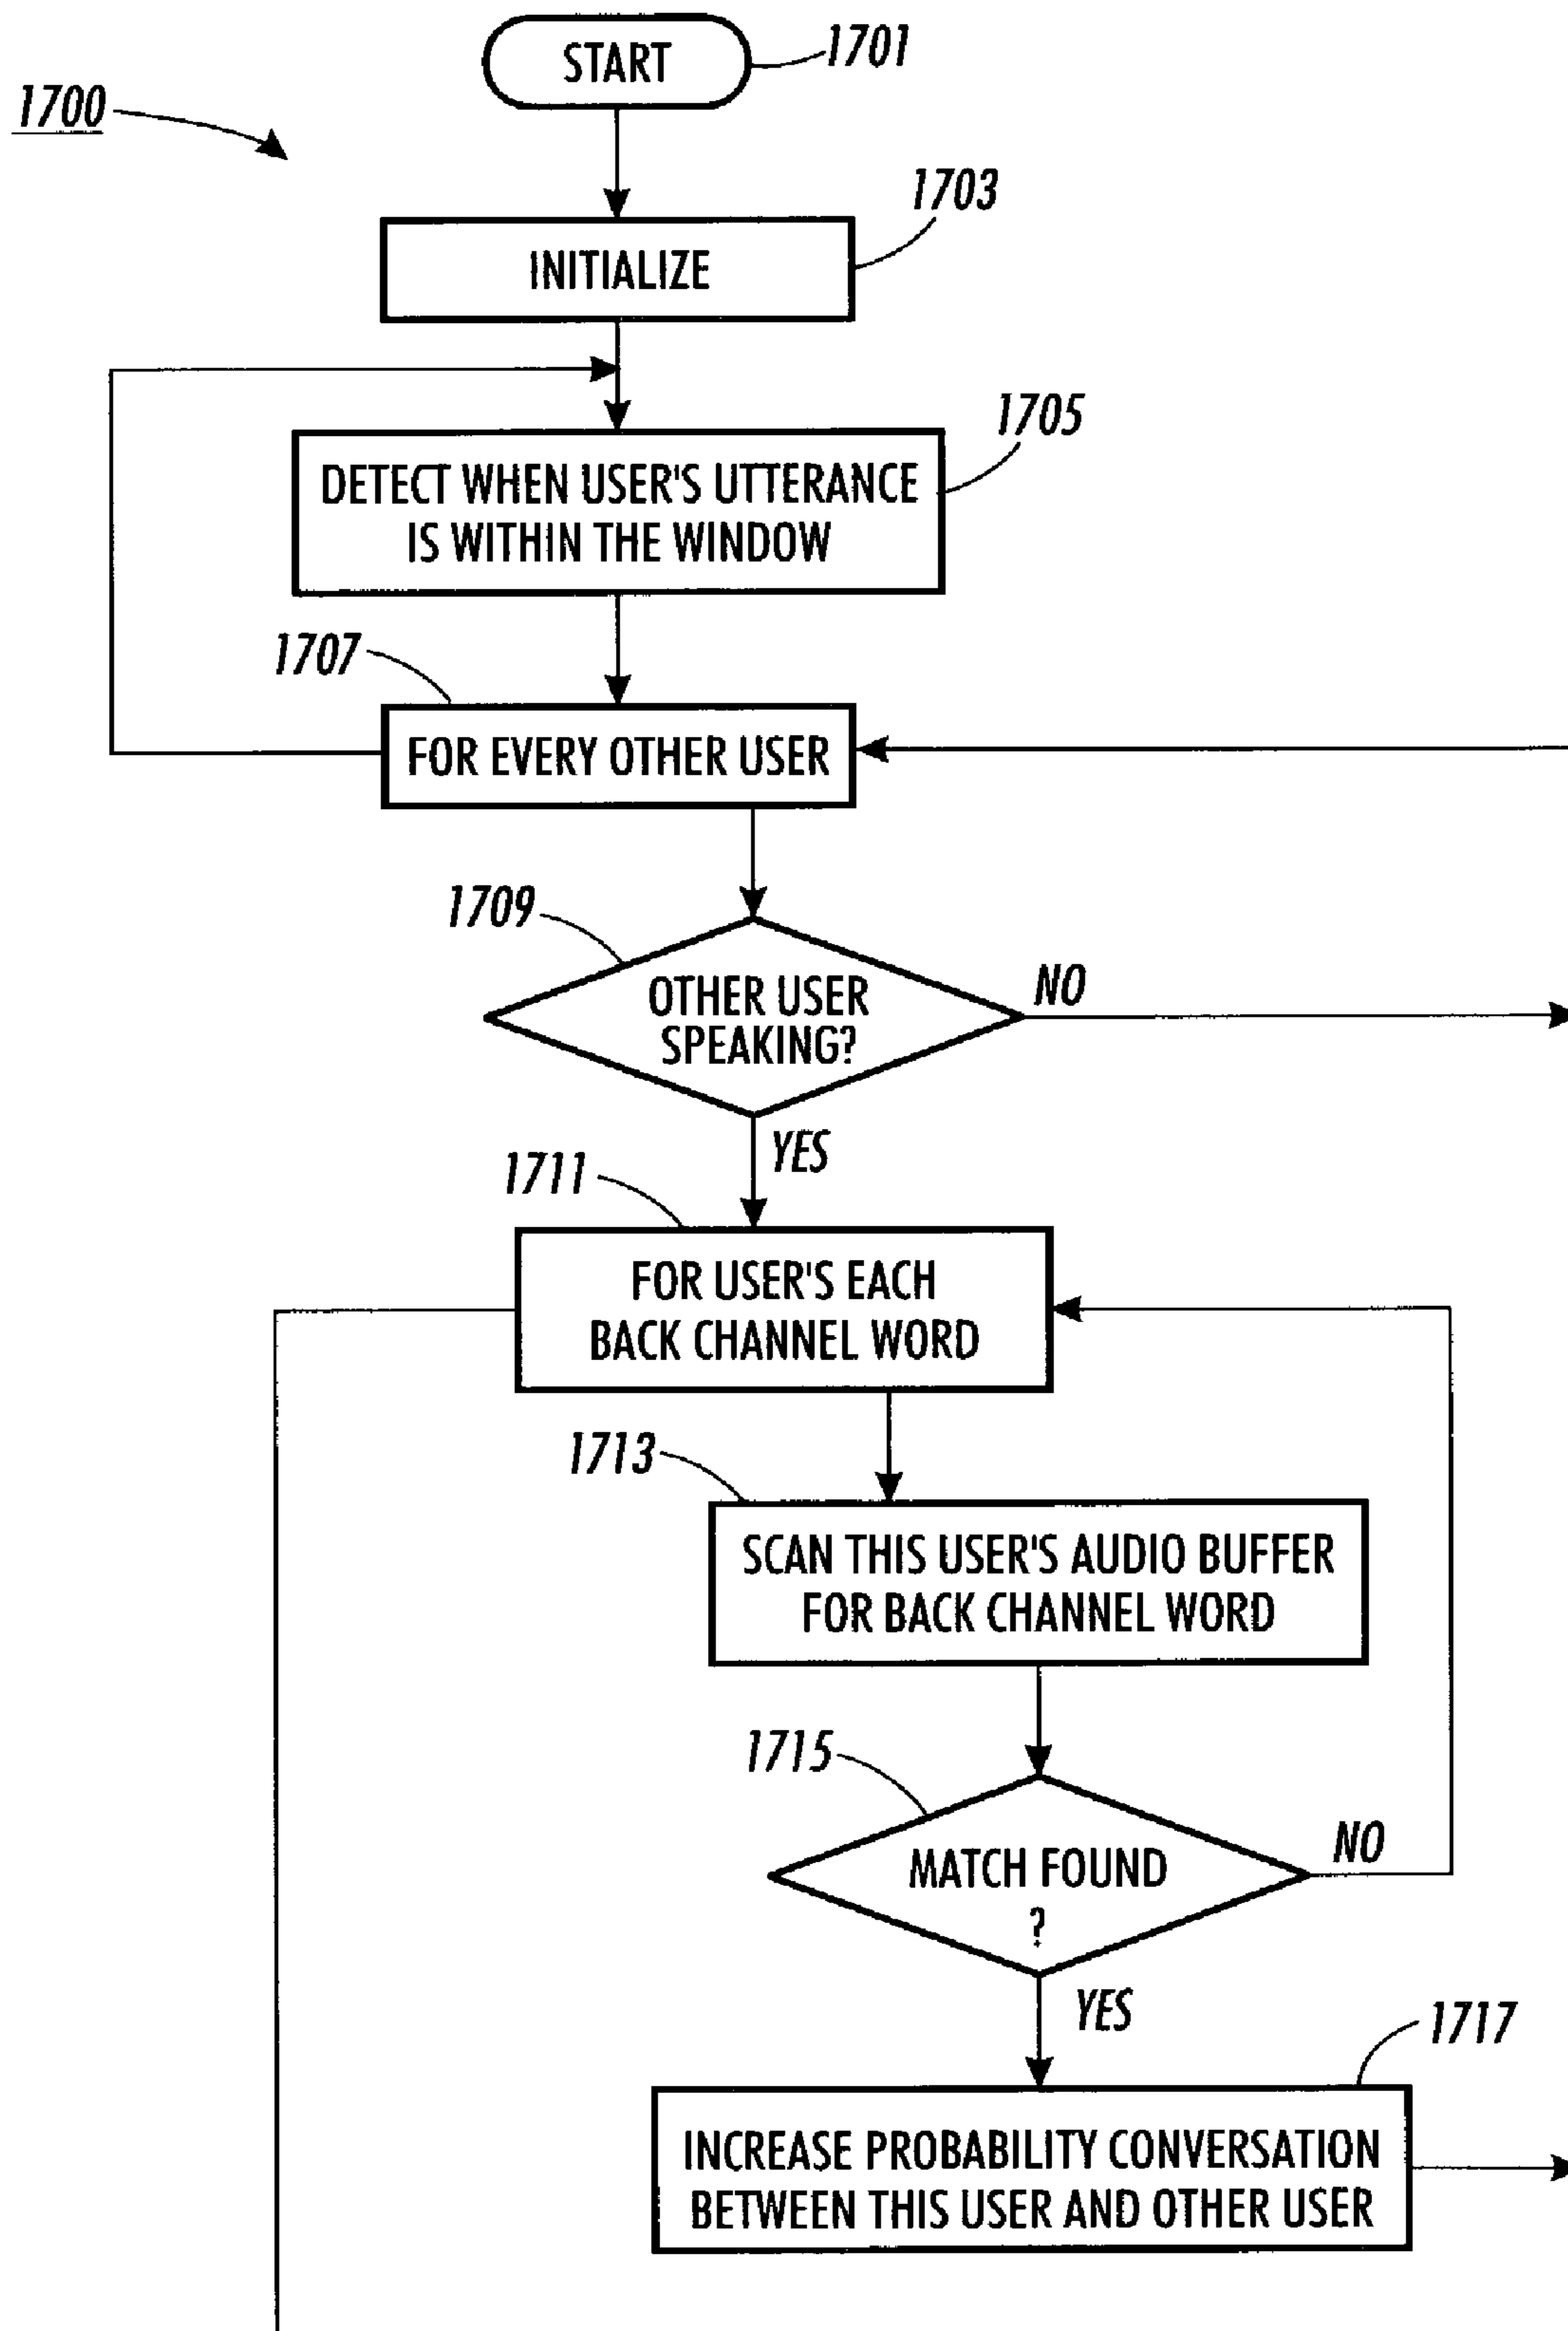 START
1701
1700
1703
INITIALIZE
1705
DETECT WHEN USER'S UTTERANCE
IS WITHIN THE WINDOW
1707
FOR EVERY OTHER USER
1709
OTHER USER
SPEAKING?
NO
YES
1711
FOR USER'S EACH
BACK CHANNEL WORD
1713
SCAN THIS USER'S AUDIO BUFFER
FOR BACK CHANNEL WORD
1715
MATCH FOUND
?
NO
YES
1717
INCREASE PROBABILITY CONVERSATION
BETWEEN THIS USER AND OTHER USER